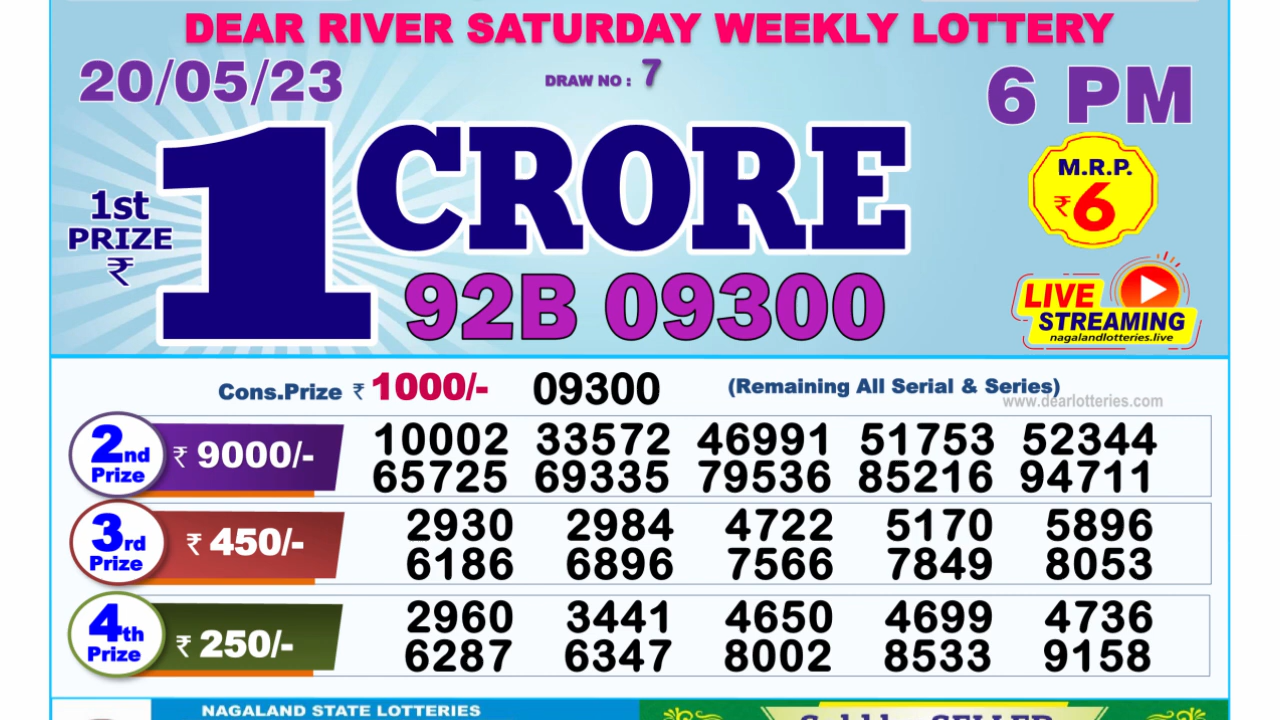 DEAR RIVER SATURDAY WEEKLY LOTTERY
20/05/23
DRAW NO : 7
6 PM
1 CRORE
1st
PRIZE
₹
M.R.P.
₹6
92B 09300
LIVE
STREAMING
nagalandlotteries.live
Cons.Prize ₹ 1000/- 09300 (Remaining All Serial & Series)
www.dearlotteries.com
2nd
Prize
₹ 9000/-
10002 33572 46991 51753 52344
65725 69335 79536 85216 94711
3rd
Prize
₹ 450/-
2930 2984 4722 5170 5896
6186 6896 7566 7849 8053
4th
Prize
₹ 250/-
2960 3441 4650 4699 4736
6287 6347 8002 8533 9158
NAGALAND STATE LOTTERIES
SELLER